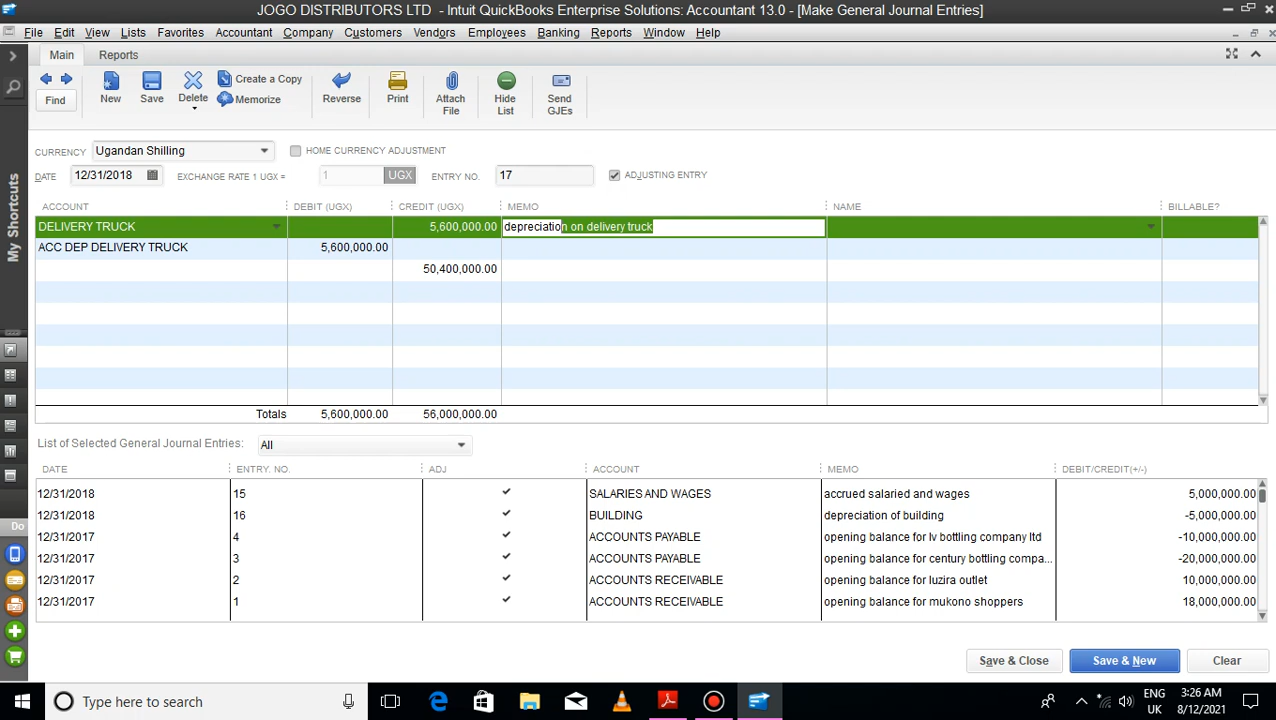 JOGO DISTRIBUTORS LTD - Intuit QuickBooks Enterprise Solutions: Accountant 13.0 - [Make General Journal Entries]
File Edit View Lists Favorites Accountant Company Customers Vendors Employees Banking Reports Window Help
Main Reports
Find New Save Delete Create a Copy Memorize Reverse Print Attach File Hide List Send GJEs
CURRENCY Ugandan Shilling HOME CURRENCY ADJUSTMENT
DATE 12/31/2018 EXCHANGE RATE 1 UGX = 1 UGX ENTRY NO. 17 ADJUSTING ENTRY
My Shortcuts
ACCOUNT DEBIT (UGX) CREDIT (UGX) MEMO NAME BILLABLE?
DELIVERY TRUCK 5,600,000.00 depreciation on delivery truck
ACC DEP DELIVERY TRUCK 5,600,000.00
50,400,000.00
Totals 5,600,000.00 56,000,000.00
List of Selected General Journal Entries: All
DATE ENTRY. NO. ADJ ACCOUNT MEMO DEBIT/CREDIT(+/-)
12/31/2018 15 SALARIES AND WAGES accrued salaried and wages 5,000,000.00
12/31/2018 16 BUILDING depreciation of building -5,000,000.00
Do
12/31/2017 4 ACCOUNTS PAYABLE opening balance for lv bottling company ltd -10,000,000.00
12/31/2017 3 ACCOUNTS PAYABLE opening balance for century bottling compa... -20,000,000.00
12/31/2017 2 ACCOUNTS RECEIVABLE opening balance for luzira outlet 10,000,000.00
12/31/2017 1 ACCOUNTS RECEIVABLE opening balance for mukono shoppers 18,000,000.00
Save & Close Save & New Clear
Type here to search ENG UK 3:26 AM 8/12/2021